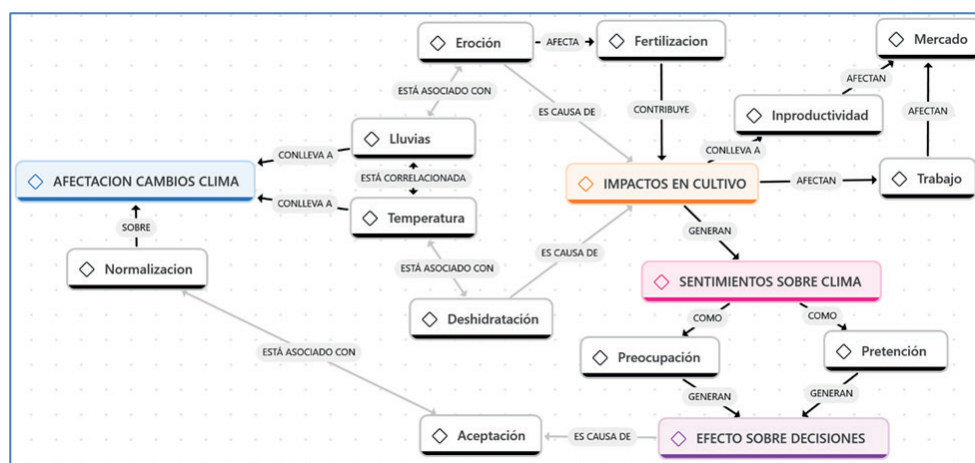 Mercado
Eroción
AFECTA
Fertilizacion
AFECTAN
ESTÁ ASOCIADO CON
ES CAUSA DE
CONTRIBUYE
Inproductividad
AFECTAN
Lluvias
CONLLEVA A
CONLLEVA A
ESTÁ CORRELACIONADA
AFECTACION CAMBIOS CLIMA
IMPACTOS EN CULTIVO
AFECTAN
Trabajo
CONLLEVA A
Temperatura
SOBRE
GENERAN
ES CAUSA DE
Normalizacion
ESTÁ ASOCIADO CON
SENTIMIENTOS SOBRE CLIMA
Deshidratación
COMO
COMO
ESTÁ ASOCIADO CON
Preocupación
Pretención
GENERAN
GENERAN
Aceptación
ES CAUSA DE
EFECTO SOBRE DECISIONES